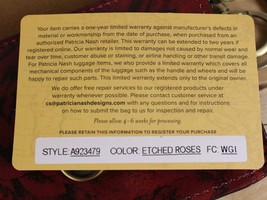 Your item carries a one-year limited warranty against manufacturer's defects in
material or workmanship from the date of purchase, when purchased from an
authorized Patricia Nash retailer. This warranty can be extended to two years if
registered online. Our warranty is limited to damages not caused by normal wear and
tear over time, customer abuse or staining, or airline handling or other transit damage.
For Patricia Nash luggage items, we also provide a limited warranty which covers all
mechanical components of the luggage such as the handle and wheels and will be
happy to repair such parts. This limited warranty extends only to the original owner.
We do offer free repair services to our registered products under
warranty whenever possible. Please contact customer service at
cs@patricianashdesigns.com with any questions and for instructions
on how to submit the bag to us for inspection and repair.
Please allow 4-6 weeks for processing.
PLEASE RETAIN THIS INFORMATION TO REGISTER YOUR PURCHASE
STYLE: A923479 COLOR: ETCHED ROSES FC WG1